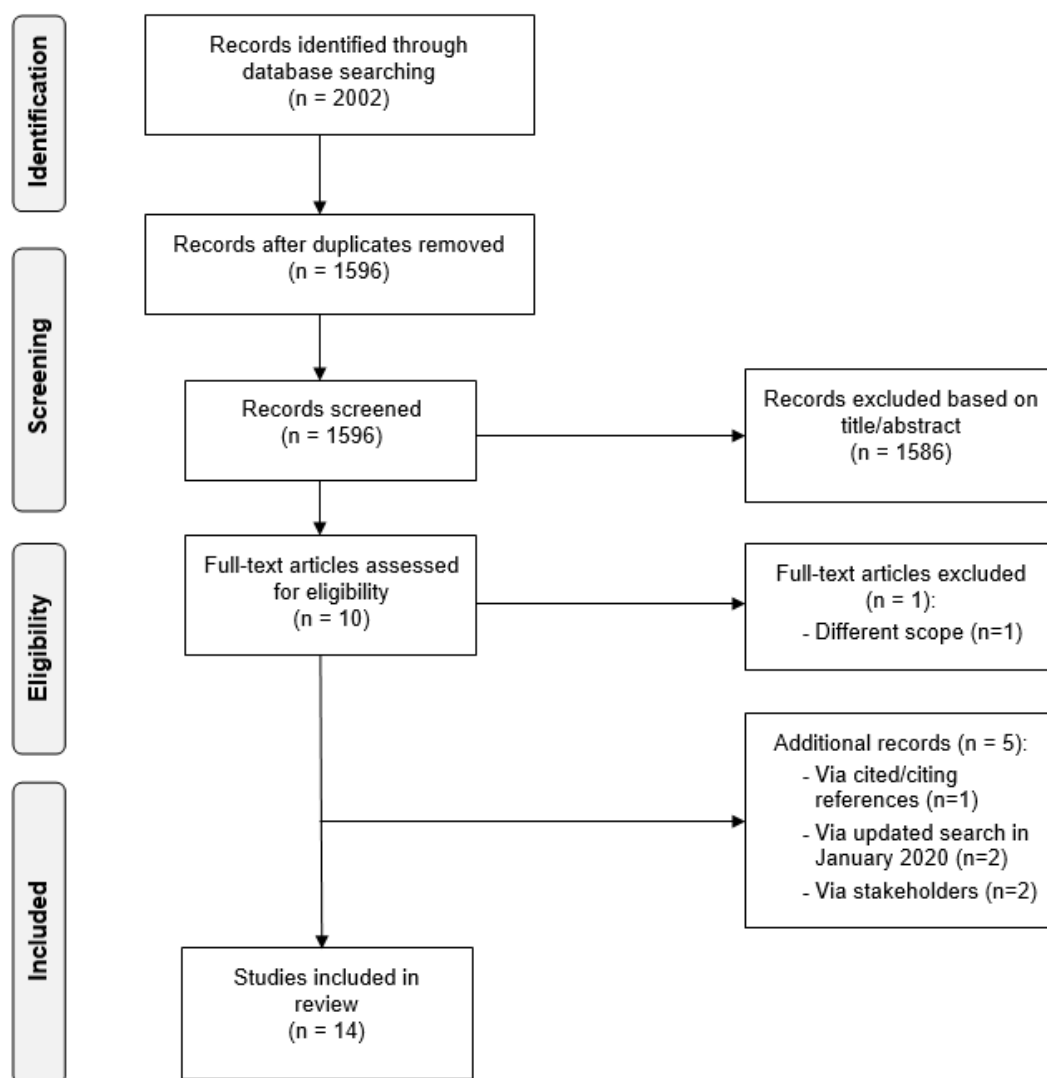 Identification
Records identified through
database searching
(n = 2002)
Records after duplicates removed
(n = 1596)
Screening
Records screened
(n = 1596)
Records excluded based on
title/abstract
(n = 1586)
Eligibility
Full-text articles assessed
for eligibility
(n = 10)
Full-text articles excluded
(n = 1):
- Different scope (n=1)
Additional records (n = 5):
- Via cited/citing
references (n=1)
- Via updated search in
January 2020 (n=2)
- Via stakeholders (n=2)
Included
Studies included in
review
(n = 14)